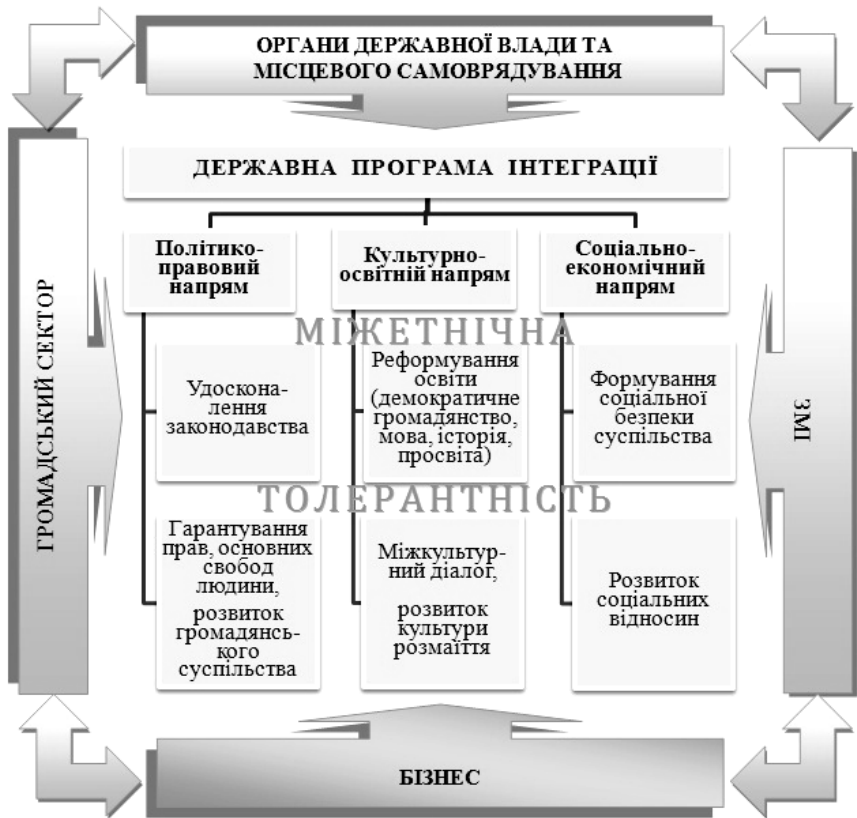 ОРГАНИ ДЕРЖАВНОЇ ВЛАДИ ТА
МІСЦЕВОГО САМОВРЯДУВАННЯ
ГРОМАДСЬКИЙ СЕКТОР
ДЕРЖАВНА ПРОГРАМА ІНТЕГРАЦІЇ
Політико-
правовий
напрям
Культурно-
освітній напрям
Соціально-
економічний
напрям
МІЖЕТНІЧНА
Удоскона-
лення
законодавства
Реформування
освіти
(демократичне
громадянство,
мова, історія,
просвіта)
Формування
соціальної
безпеки
суспільства
ТОЛЕРАНТНІСТЬ
Гарантування
прав, основних
свобод
людини,
розвиток
громадянсь-
кого
суспільства
Міжкультур-
ний діалог,
розвиток
культури
розмаїття
Розвиток
соціальних
відносин
ЗМІ
БІЗНЕС